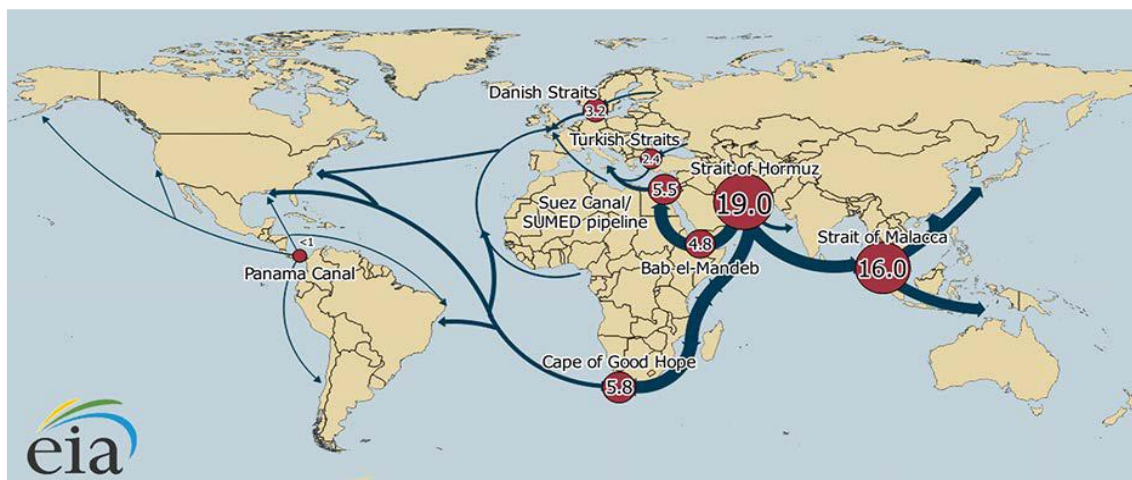 Danish Straits
3.2
Turkish Straits
2.4
Strait of Hormuz
19.0
5.5
Suez Canal/
SUMED pipeline
4.8
Bab el-Mandeb
Strait of Malacca
16.0
<1
Panama Canal
Cape of Good Hope
5.8
eia